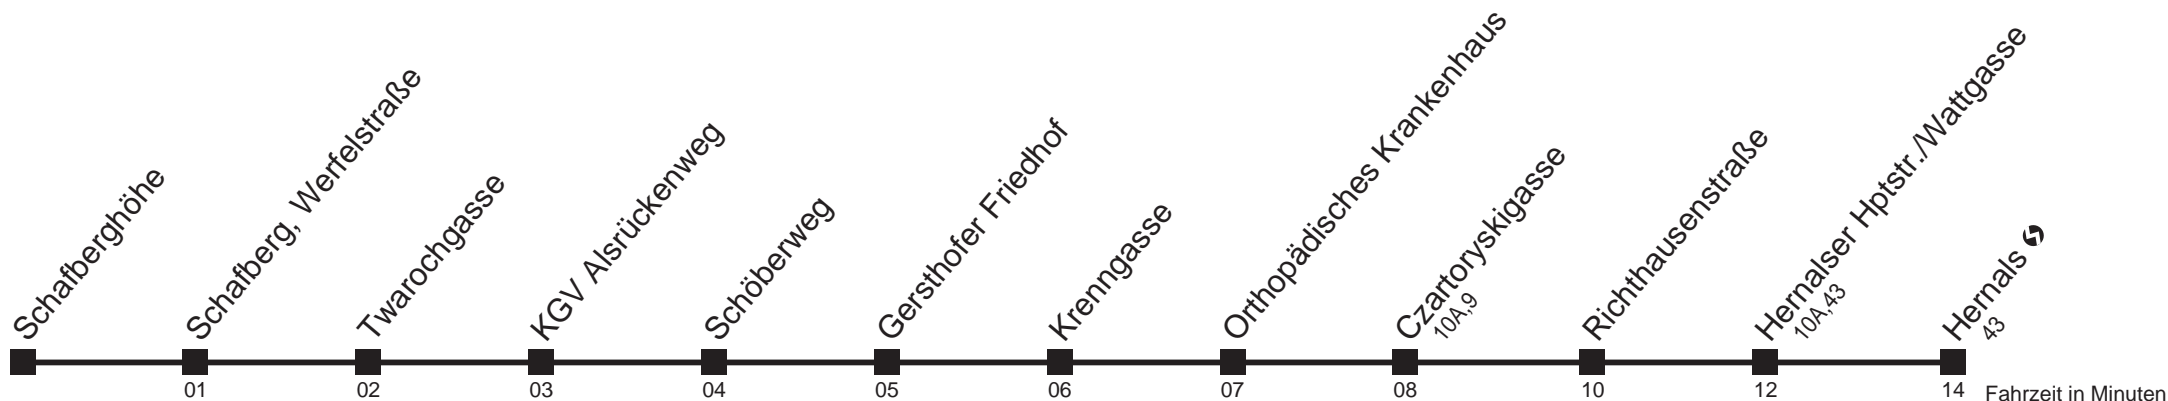 Schafberghöhe
Schafberg, Werfelstraße
Twarochgasse
KGV Alsrückenweg
Schöberweg
Gersthofer Friedhof
Krenngasse
Orthopädisches Krankenhaus
Czartoryskigasse
10A,9
Richthausenstraße
Hernalser Hptstr./Wattgasse
10A,43
Hernals
43
01 02 03 04 05 06 07 08 10 12 14 Fahrzeit in Minuten